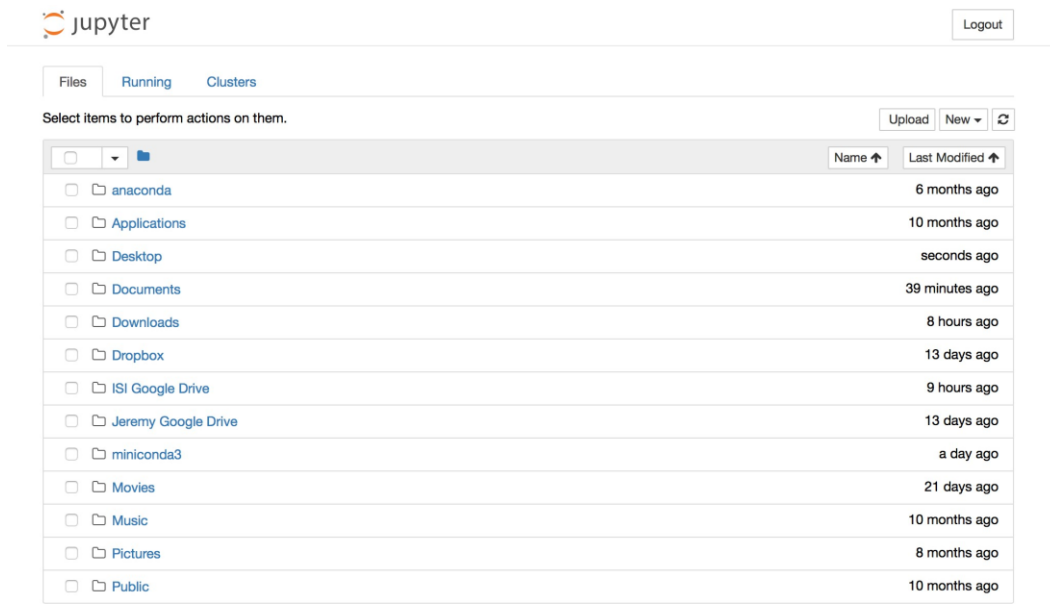 jupyter Logout
Files Running Clusters
Select items to perform actions on them. Upload New
Name Last Modified
anaconda 6 months ago
Applications 10 months ago
Desktop seconds ago
Documents 39 minutes ago
Downloads 8 hours ago
Dropbox 13 days ago
ISI Google Drive 9 hours ago
Jeremy Google Drive 13 days ago
miniconda3 a day ago
Movies 21 days ago
Music 10 months ago
Pictures 8 months ago
Public 10 months ago